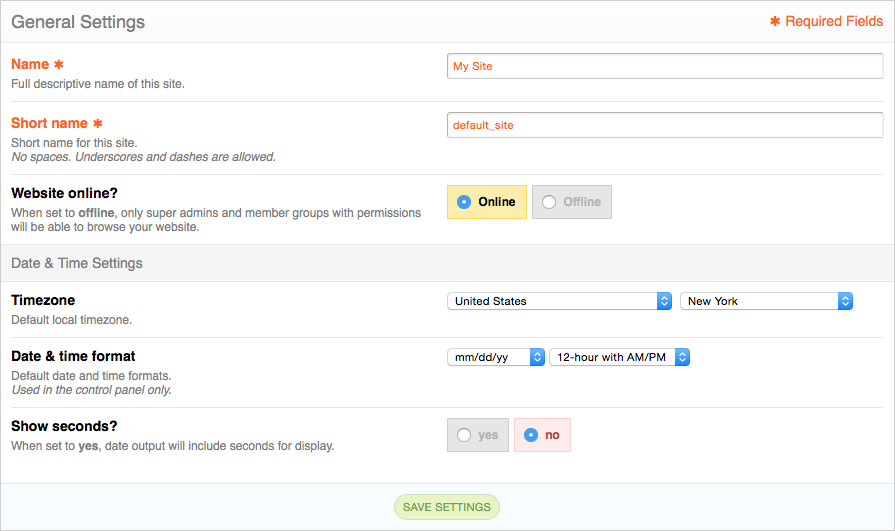 General Settings
✱ Required Fields
Name ✱
Full descriptive name of this site.
My Site
Short name ✱
Short name for this site.
No spaces. Underscores and dashes are allowed.
default_site
Website online?
When set to offline, only super admins and member groups with permissions
will be able to browse your website.
Online
Offline
Date & Time Settings
Timezone
Default local timezone.
United States
New York
Date & time format
Default date and time formats.
Used in the control panel only.
mm/dd/yy
12-hour with AM/PM
Show seconds?
When set to yes, date output will include seconds for display.
yes
no
SAVE SETTINGS